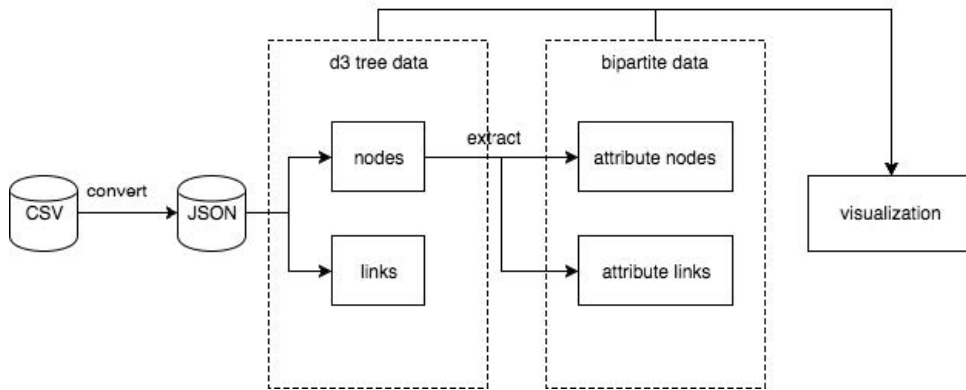 d3 tree data
bipartite data
extract
nodes
attribute nodes
convert
CSV
JSON
visualization
links
attribute links